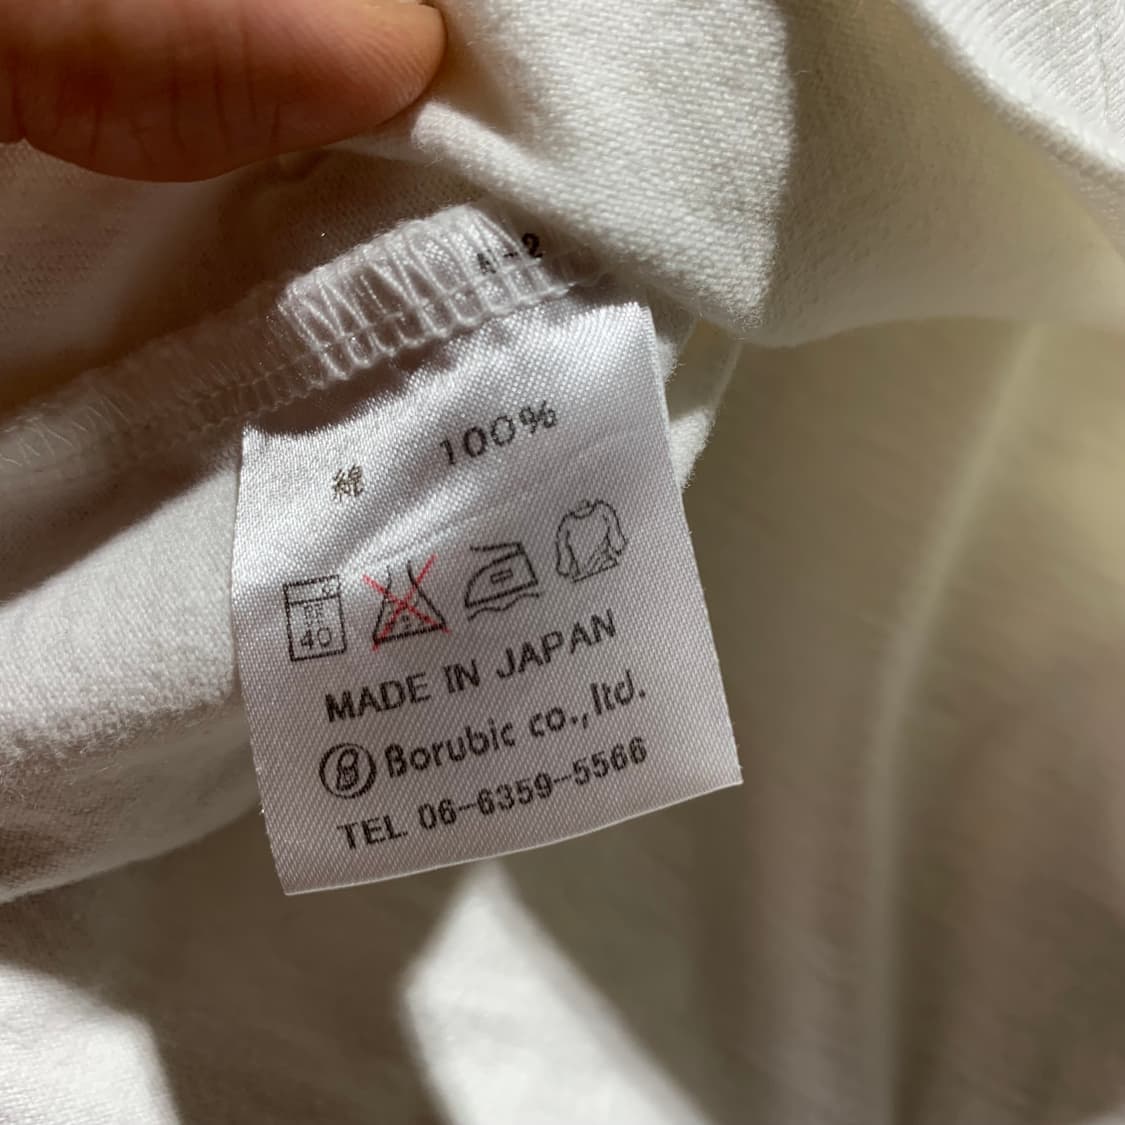 綿 100%
40
MADE IN JAPAN
B Borubic co., ltd.
TEL 06-6359-5566